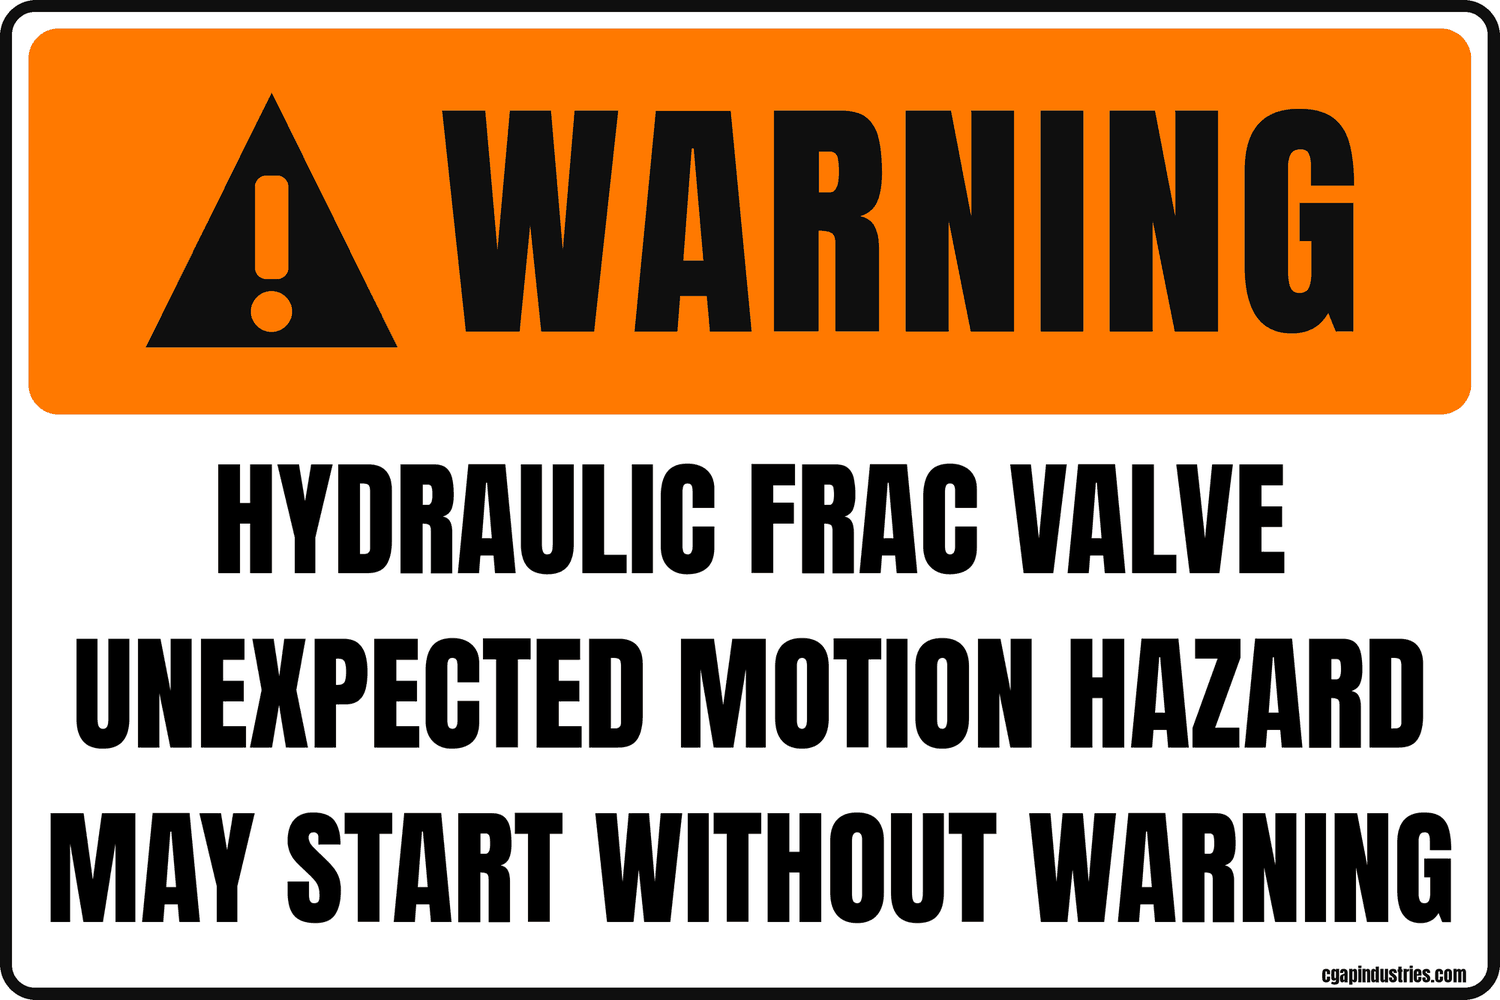 WARNING
HYDRAULIC FRAC VALVE
UNEXPECTED MOTION HAZARD
MAY START WITHOUT WARNING
cgapindustries.com